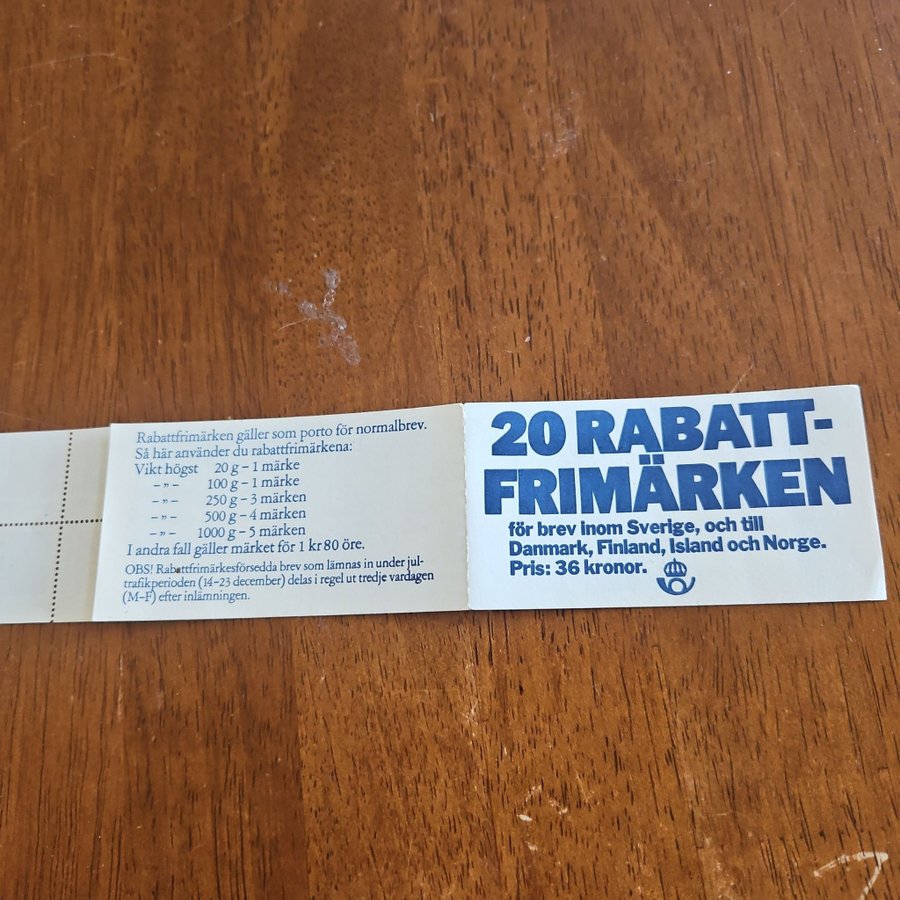 Rabattfrimärken gäller som porto för normalbrev.
Så här använder du rabattfrimärkena:
Vikt högst 20 g – 1 märke
– ” – 100 g – 1 märke
– ” – 250 g – 3 märken
– ” – 500 g – 4 märken
– ” – 1000 g – 5 märken
I andra fall gäller märket för 1 kr 80 öre.
OBS! Rabattfrimärkesförsedda brev som lämnas in under jul-
trafikperioden (14–23 december) delas i regel ut tredje vardagen
(M–F) efter inlämningen.
20 RABATT-
FRIMÄRKEN
för brev inom Sverige, och till
Danmark, Finland, Island och Norge.
Pris: 36 kronor.